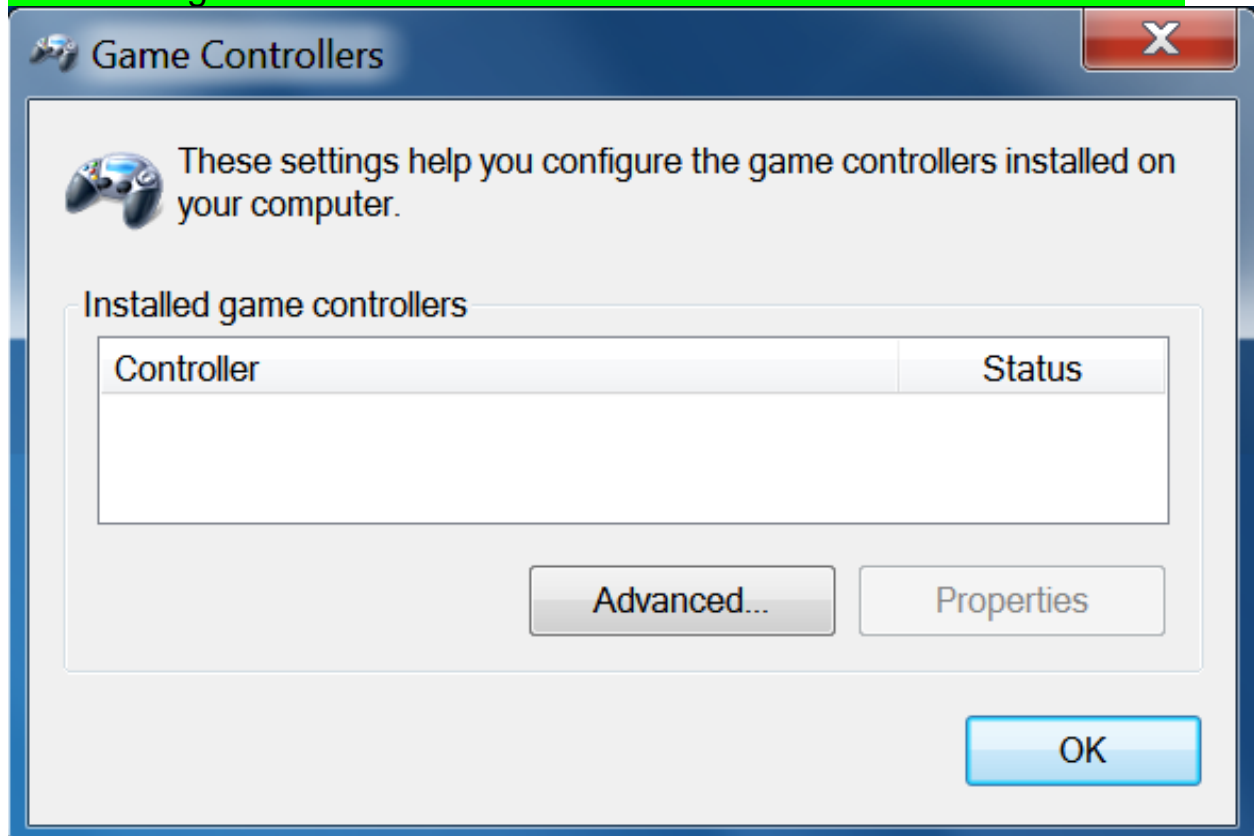 Game Controllers
These settings help you configure the game controllers installed on
your computer.
Installed game controllers
Controller Status
Advanced... Properties
OK